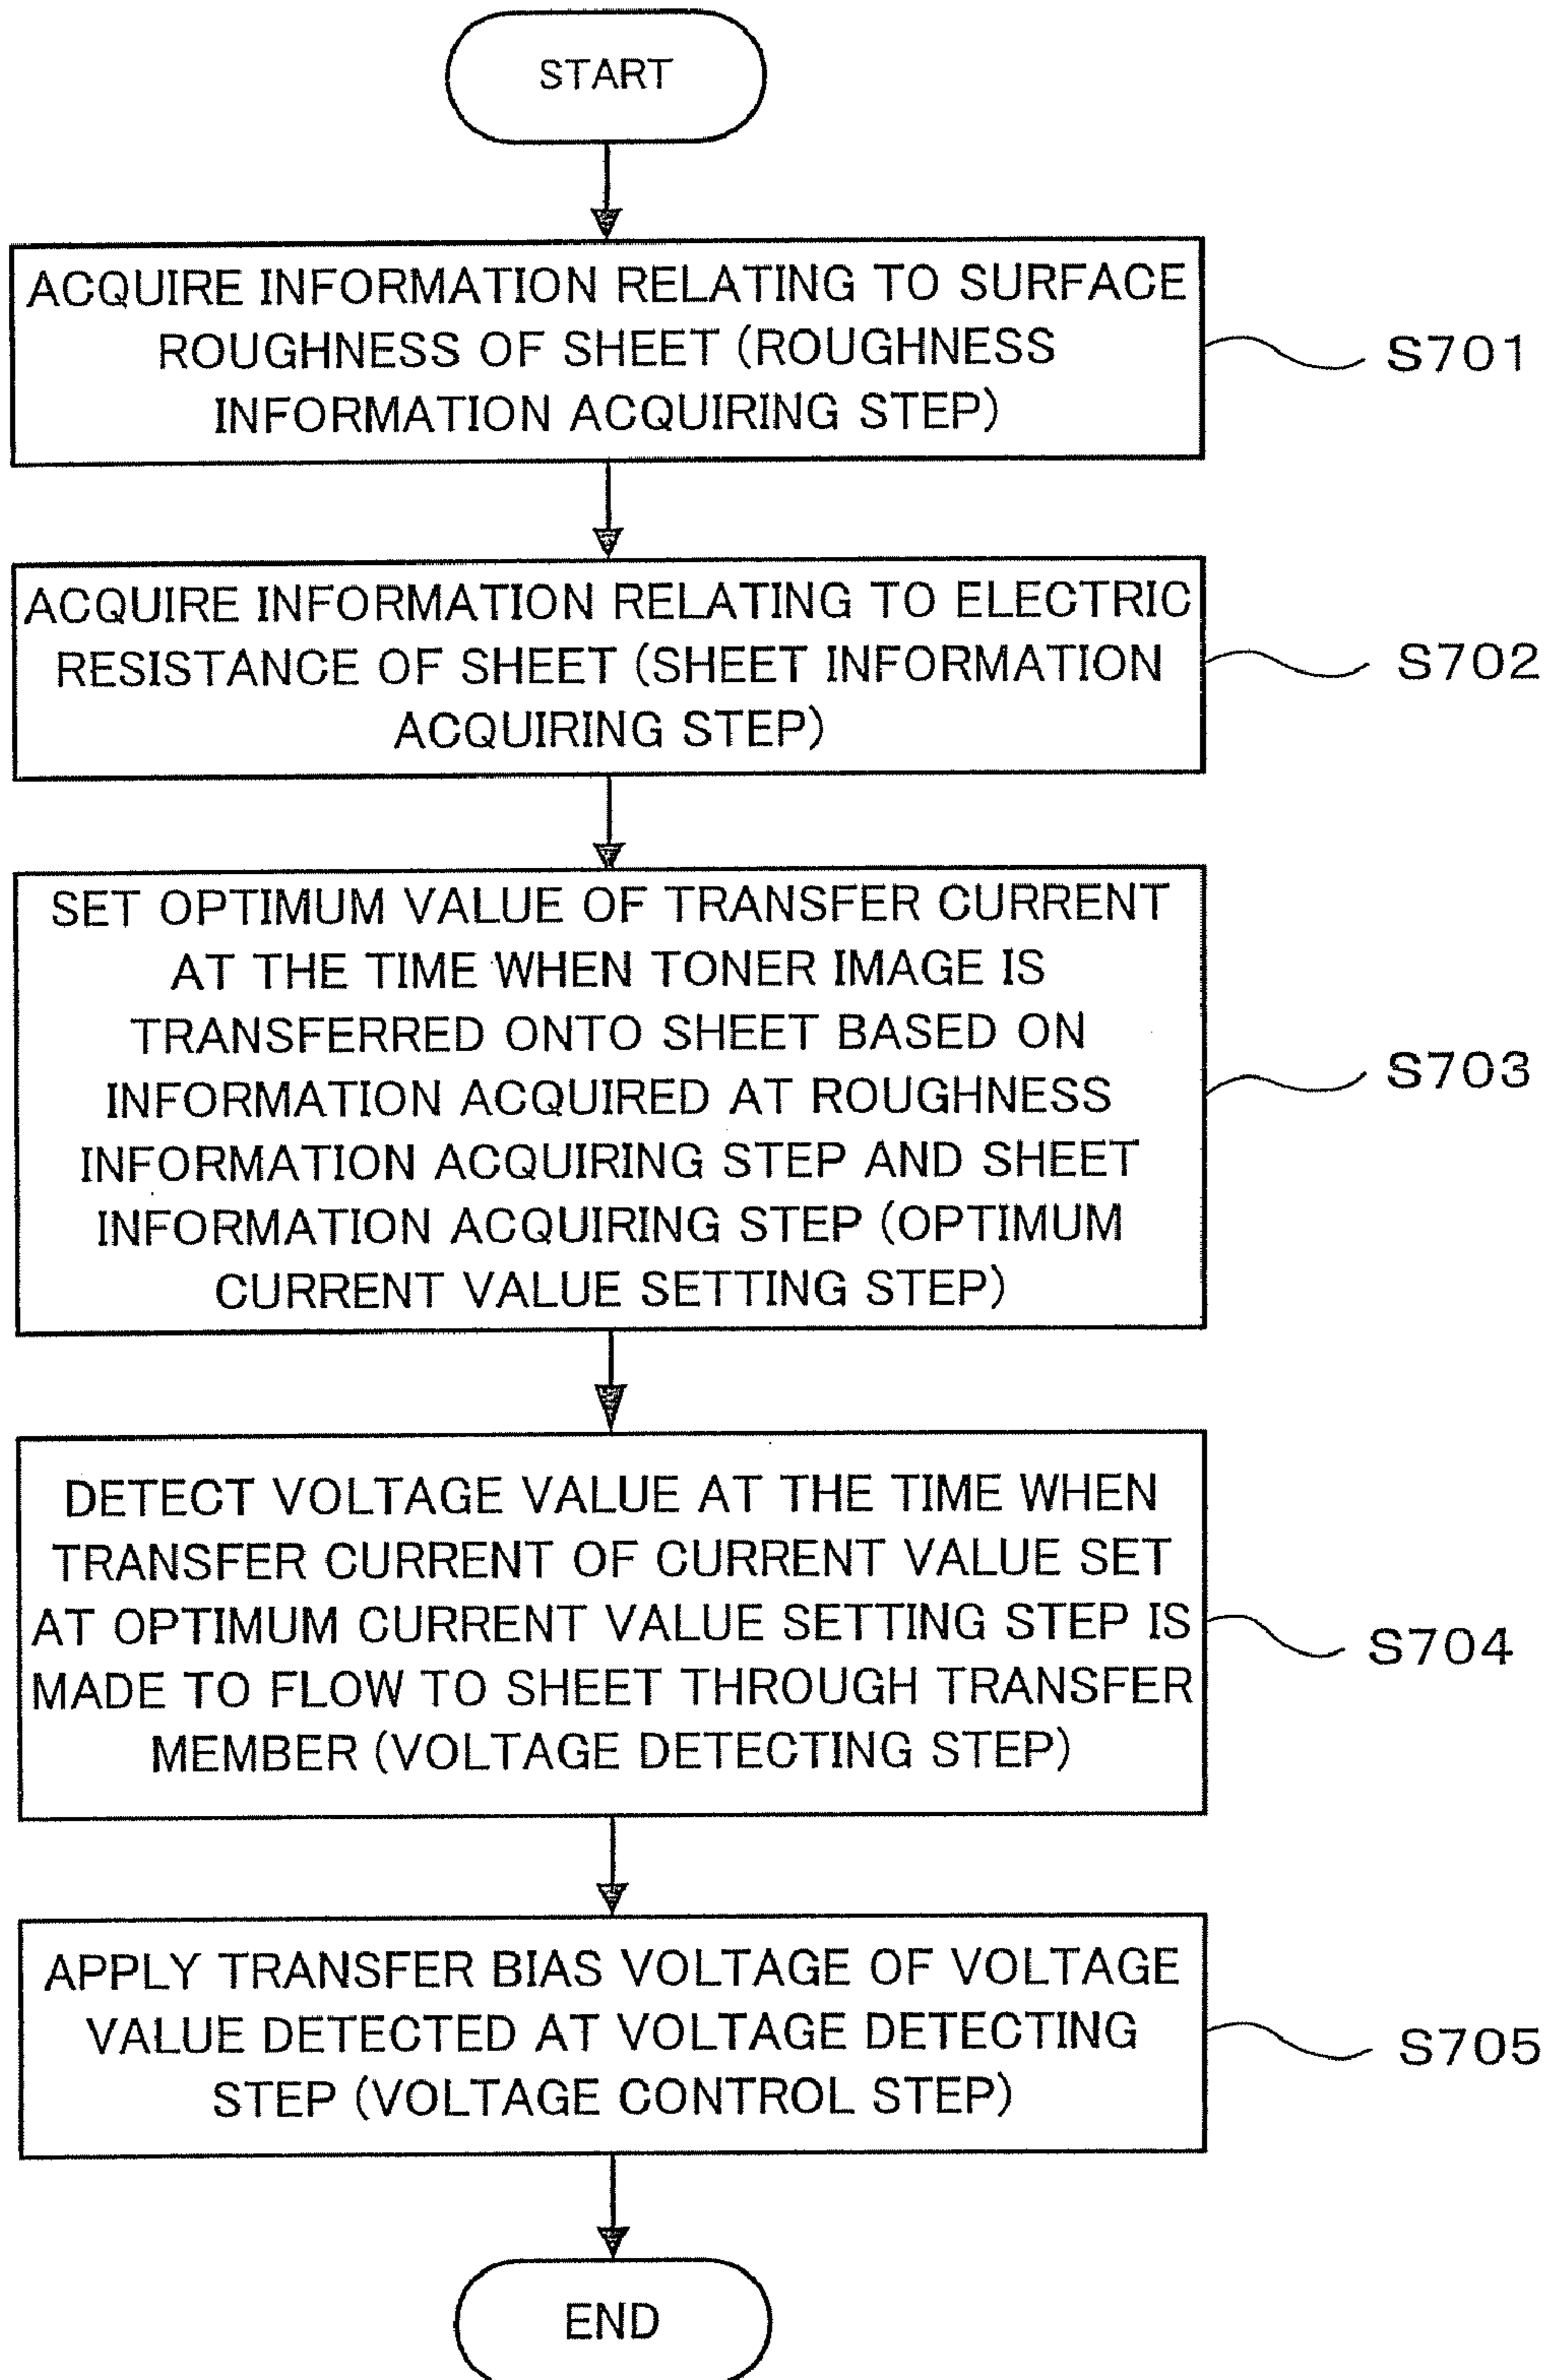 START
ACQUIRE INFORMATION RELATING TO SURFACE
ROUGHNESS OF SHEET (ROUGHNESS
INFORMATION ACQUIRING STEP)
S701
ACQUIRE INFORMATION RELATING TO ELECTRIC
RESISTANCE OF SHEET (SHEET INFORMATION
ACQUIRING STEP)
S702
SET OPTIMUM VALUE OF TRANSFER CURRENT
AT THE TIME WHEN TONER IMAGE IS
TRANSFERRED ONTO SHEET BASED ON
INFORMATION ACQUIRED AT ROUGHNESS
INFORMATION ACQUIRING STEP AND SHEET
INFORMATION ACQUIRING STEP (OPTIMUM
CURRENT VALUE SETTING STEP)
S703
DETECT VOLTAGE VALUE AT THE TIME WHEN
TRANSFER CURRENT OF CURRENT VALUE SET
AT OPTIMUM CURRENT VALUE SETTING STEP IS
MADE TO FLOW TO SHEET THROUGH TRANSFER
MEMBER (VOLTAGE DETECTING STEP)
S704
APPLY TRANSFER BIAS VOLTAGE OF VOLTAGE
VALUE DETECTED AT VOLTAGE DETECTING
STEP (VOLTAGE CONTROL STEP)
S705
END